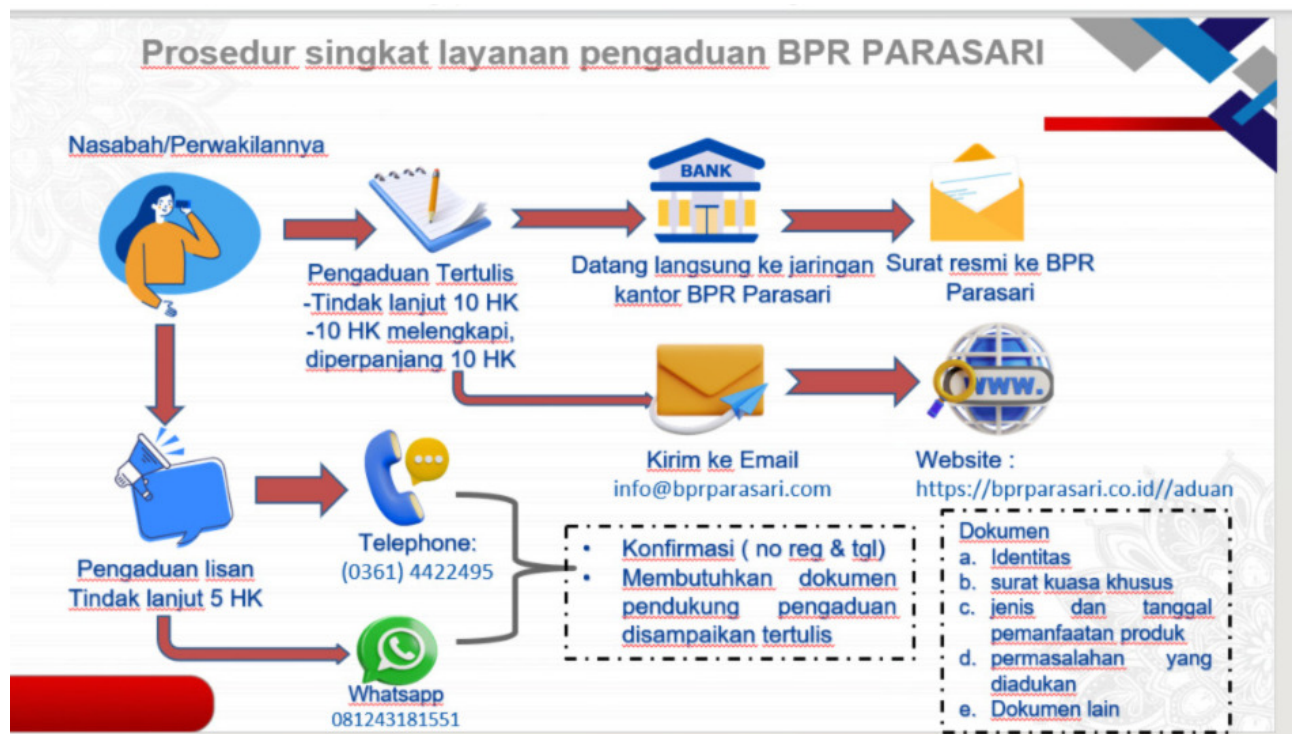 Prosedur singkat layanan pengaduan BPR PARASARI
Nasabah/Perwakilannya
Pengaduan Tertulis
-Tindak lanjut 10 HK
-10 HK melengkapi,
diperpanjang 10 HK
BANK
Datang langsung ke jaringan
kantor BPR Parasari
Surat resmi ke BPR
Parasari
Kirim ke Email
info@bprparasari.com
www.
Website :
https://bprparasari.co.id//aduan
Pengaduan lisan
Tindak lanjut 5 HK
Telephone:
(0361) 4422495
Whatsapp
081243181551
• Konfirmasi ( no reg & tgl)
• Membutuhkan dokumen
pendukung pengaduan
disampaikan tertulis
Dokumen
a. Identitas
b. surat kuasa khusus
c. jenis dan tanggal
pemanfaatan produk
d. permasalahan yang
diadukan
e. Dokumen lain